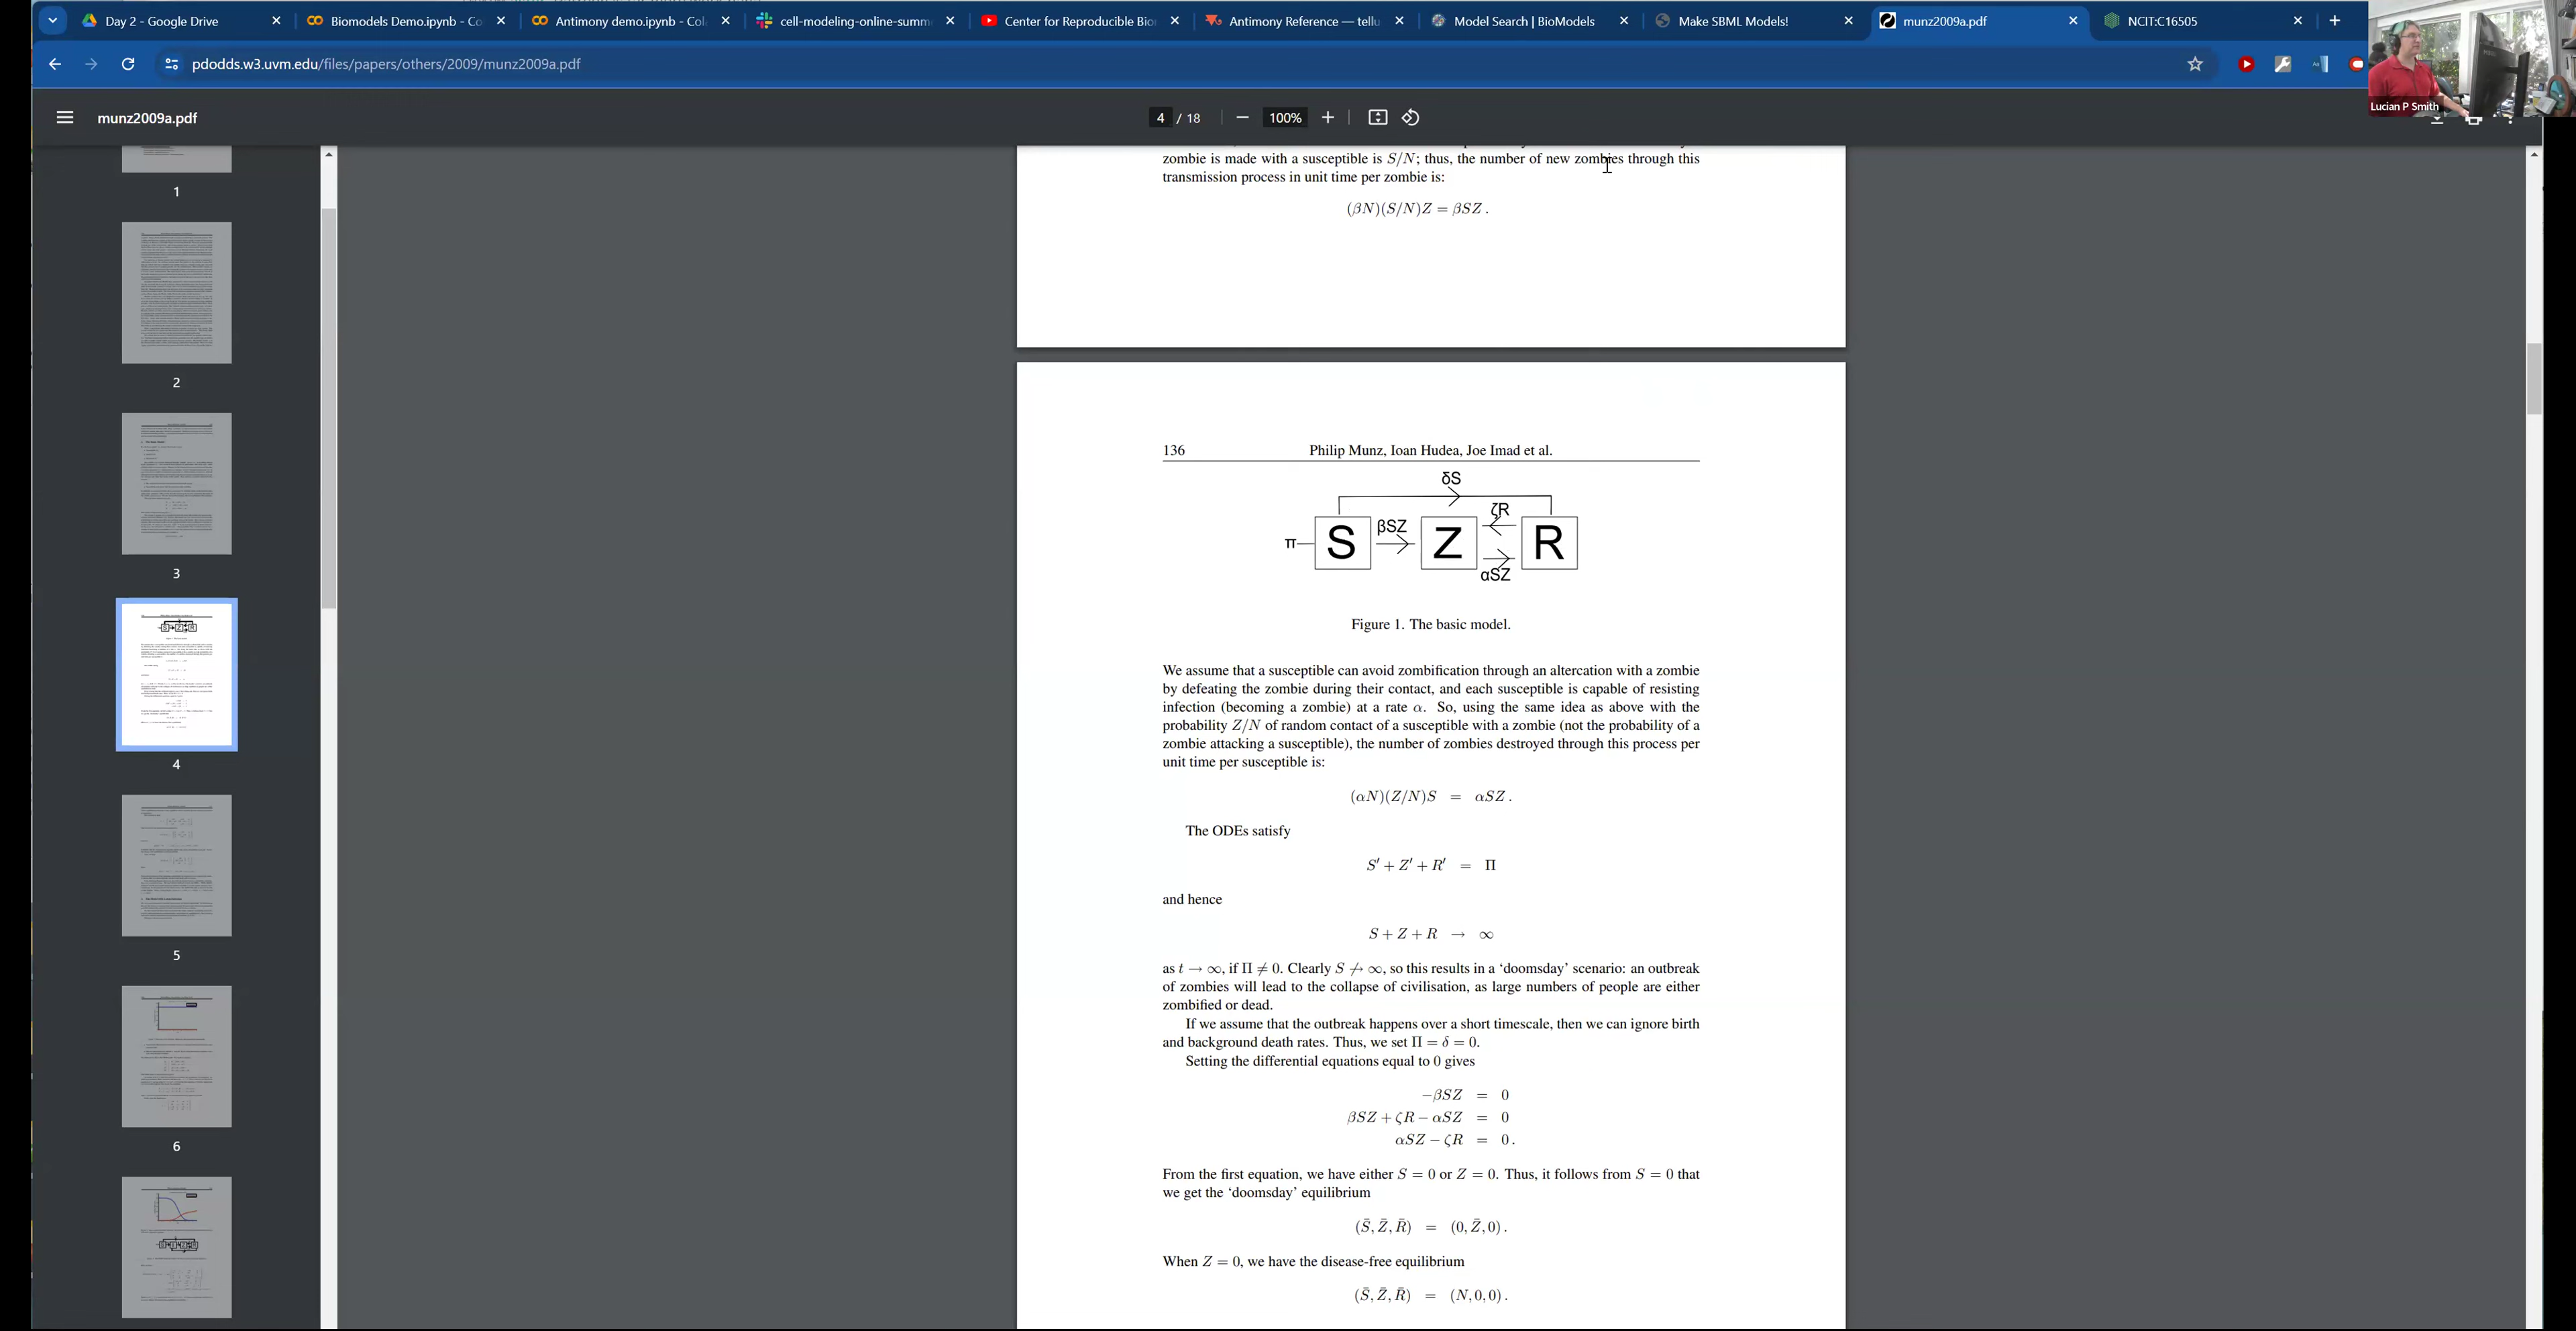 Day 2 - Google Drive
Biomodels Demo.ipynb - Co
Antimony demo.ipynb - Col
cell-modeling-online-summ
Center for Reproducible Bio
Antimony Reference — tellu
Model Search | BioModels
Make SBML Models!
munz2009a.pdf
NCIT:C16505
pdodds.w3.uvm.edu/files/papers/others/2009/munz2009a.pdf
Lucian P Smith
munz2009a.pdf
4 / 18
100%
1
2
3
4
5
6
zombie is made with a susceptible is S/N; thus, the number of new zombies through this
transmission process in unit time per zombie is:
(βN)(S/N)Z = βSZ .
136 Philip Munz, Ioan Hudea, Joe Imad et al.
δS
π S βSZ Z ζR αSZ R
Figure 1. The basic model.
We assume that a susceptible can avoid zombification through an altercation with a zombie
by defeating the zombie during their contact, and each susceptible is capable of resisting
infection (becoming a zombie) at a rate α. So, using the same idea as above with the
probability Z/N of random contact of a susceptible with a zombie (not the probability of a
zombie attacking a susceptible), the number of zombies destroyed through this process per
unit time per susceptible is:
(αN)(Z/N)S = αSZ .
The ODEs satisfy
S′ + Z′ + R′ = Π
and hence
S + Z + R → ∞
as t → ∞, if Π ≠ 0. Clearly S ↛ ∞, so this results in a ‘doomsday’ scenario: an outbreak
of zombies will lead to the collapse of civilisation, as large numbers of people are either
zombified or dead.
If we assume that the outbreak happens over a short timescale, then we can ignore birth
and background death rates. Thus, we set Π = δ = 0.
Setting the differential equations equal to 0 gives
−βSZ = 0
βSZ + ζR − αSZ = 0
αSZ − ζR = 0 .
From the first equation, we have either S = 0 or Z = 0. Thus, it follows from S = 0 that
we get the ‘doomsday’ equilibrium
(S̄, Z̄, R̄) = (0, Z̄, 0) .
When Z = 0, we have the disease-free equilibrium
(S̄, Z̄, R̄) = (N, 0, 0) .